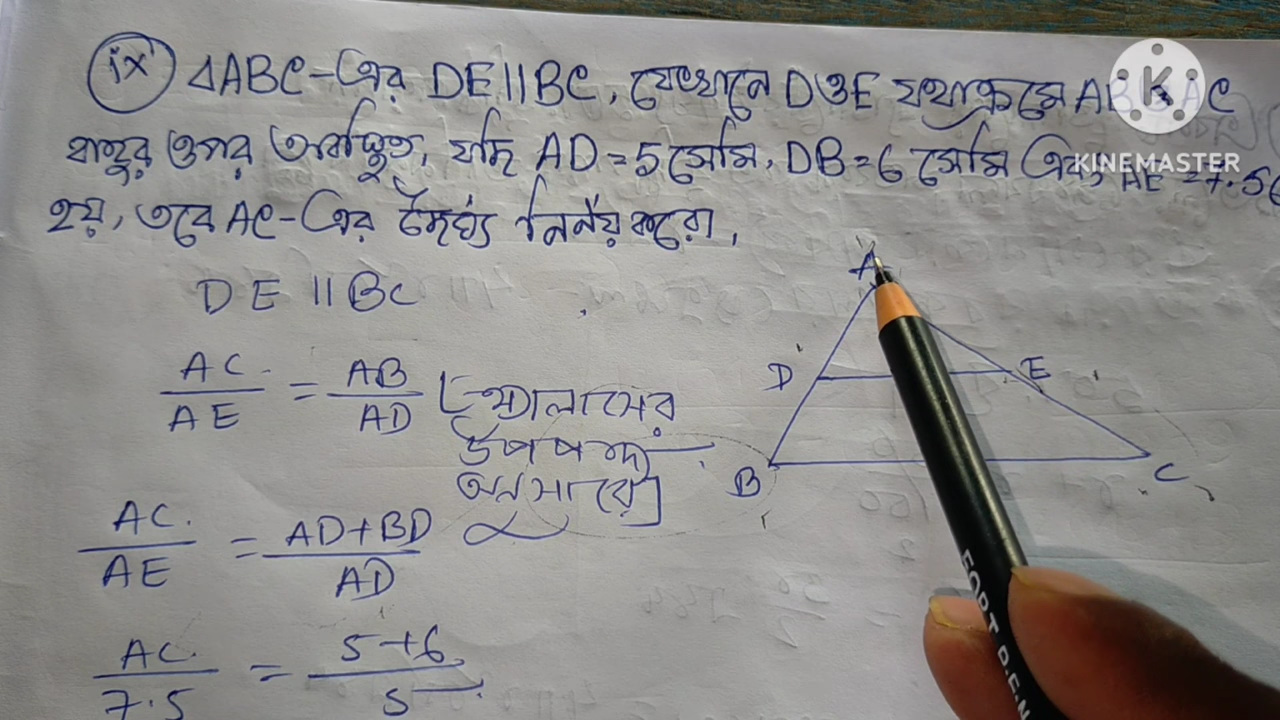 ix) ΔABC-এর DE||BC, যেখানে D ও E যথাক্রমে AB ও AC
বাহুর ওপর অবস্থিত, যদি AD = 5 সেমি, DB = 6 সেমি এবং AE = 7.5
হয়, তবে AC-এর দৈর্ঘ্য নির্ণয় করো,
KINEMASTER
DE || BC
AC/AE = AB/AD [থ্যালাসের
উপপাদ্য
অনুসারে]
AC/AE = AD+BD/AD
AC/7.5 = 5+6/5
A
D
E
B
C